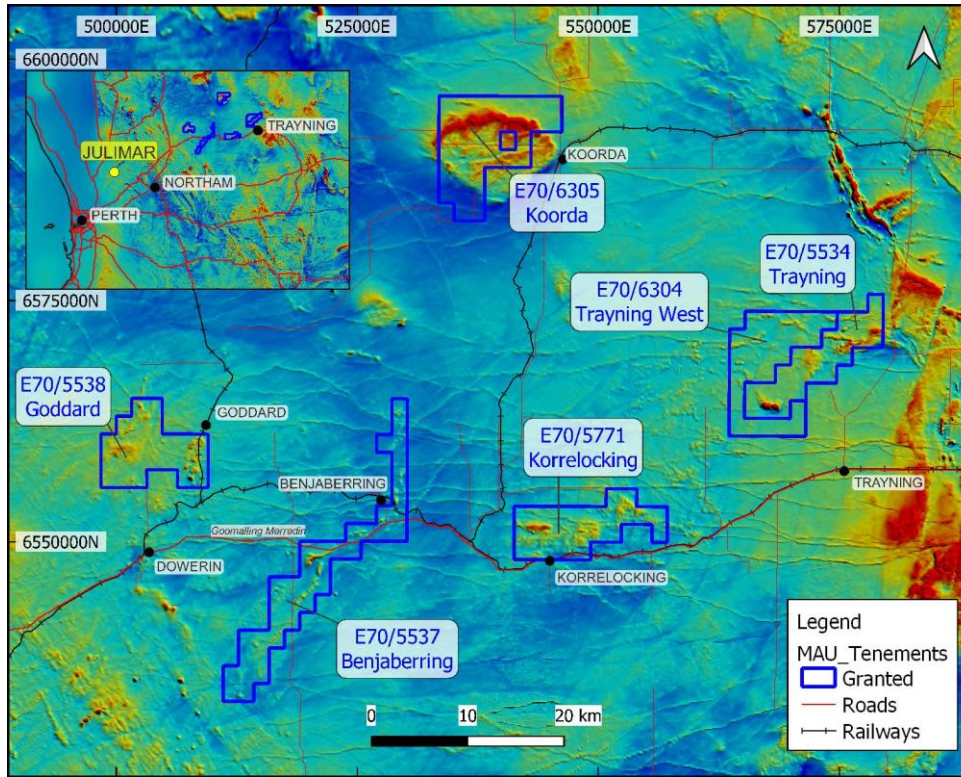 500000E
525000E
550000E
575000E
6600000N
TRAYNING
JULIMAR
NORTHAM
PERTH
KOORDA
E70/6305
Koorda
E70/5534
Trayning
E70/6304
Trayning West
6575000N
E70/5538
Goddard
GODDARD
E70/5771
Korrelocking
BENJABERRING
TRAYNING
Goomalling Merredin
6550000N
DOWERIN
KORRELOCKING
E70/5537
Benjaberring
Legend
MAU_Tenements
Granted
Roads
Railways
0
10
20 km